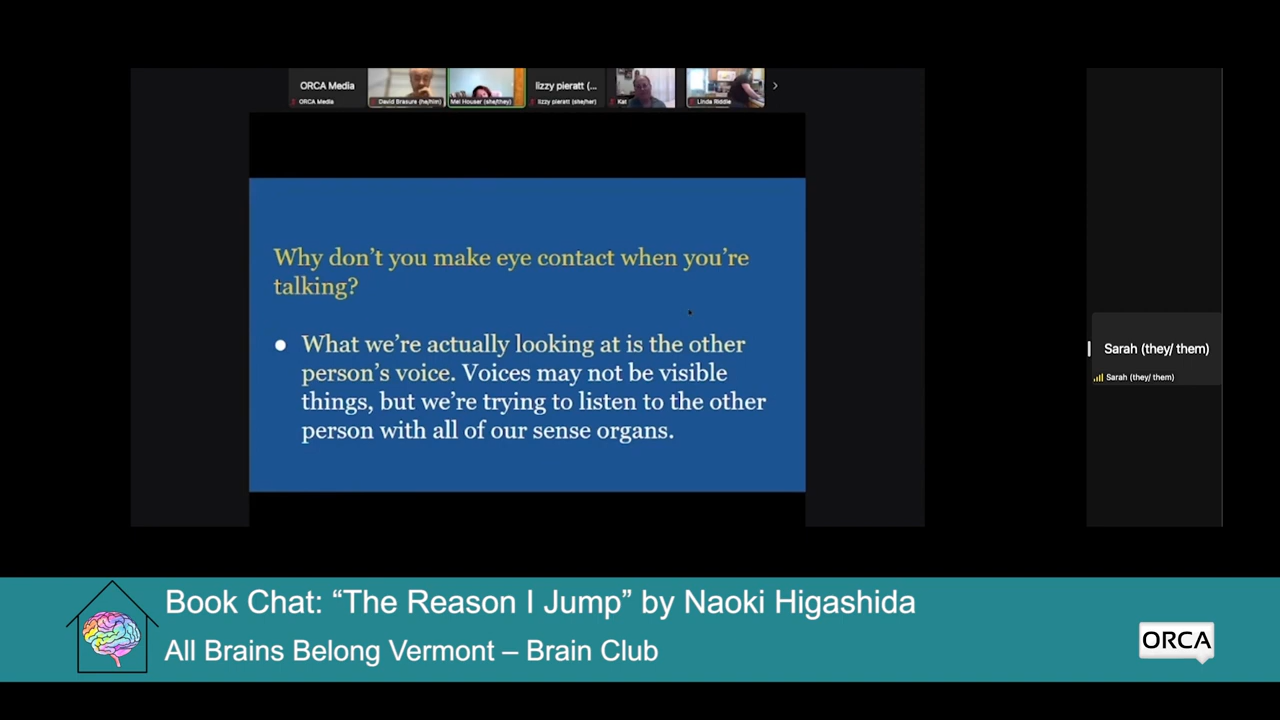 ORCA Media
lizzy pieratt (...
ORCA Media
David Brasure (he/him)
Mel Houser (she/they)
lizzy pieratt (she/her)
Kat
Linda Riddle
Why don’t you make eye contact when you’re
talking?
● What we’re actually looking at is the other
person’s voice. Voices may not be visible
things, but we’re trying to listen to the other
person with all of our sense organs.
Sarah (they/ them)
Sarah (they/ them)
Book Chat: “The Reason I Jump” by Naoki Higashida
All Brains Belong Vermont – Brain Club
ORCA